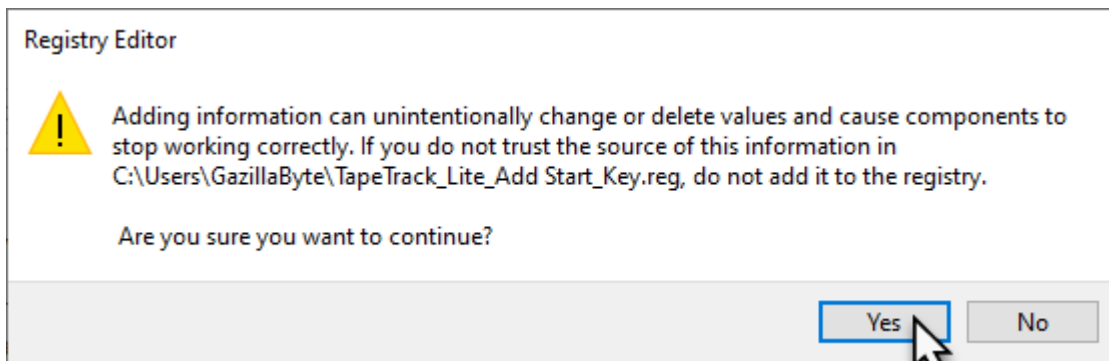 Registry Editor
Adding information can unintentionally change or delete values and cause components to
stop working correctly. If you do not trust the source of this information in
C:\Users\GazillaByte\TapeTrack_Lite_Add Start_Key.reg, do not add it to the registry.
Are you sure you want to continue?
Yes No